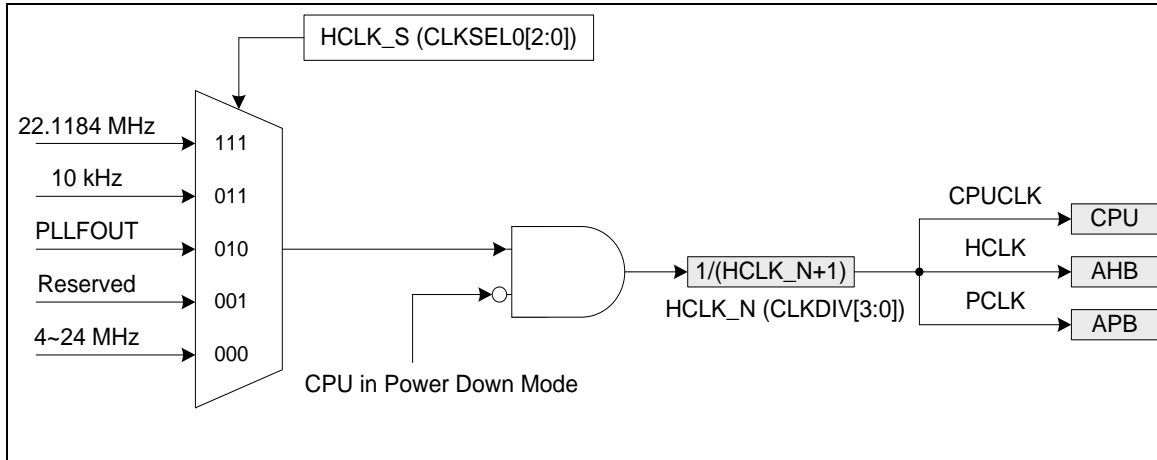 HCLK_S (CLKSEL0[2:0])
22.1184 MHz
111
10 kHz
011
PLLFOUT
010
Reserved
001
4~24 MHz
000
CPU in Power Down Mode
1/(HCLK_N+1)
HCLK_N (CLKDIV[3:0])
CPUCLK
CPU
HCLK
AHB
PCLK
APB